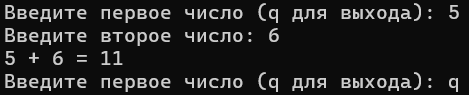 Введите первое число (q для выхода): 5
Введите второе число: 6
5 + 6 = 11
Введите первое число (q для выхода): q